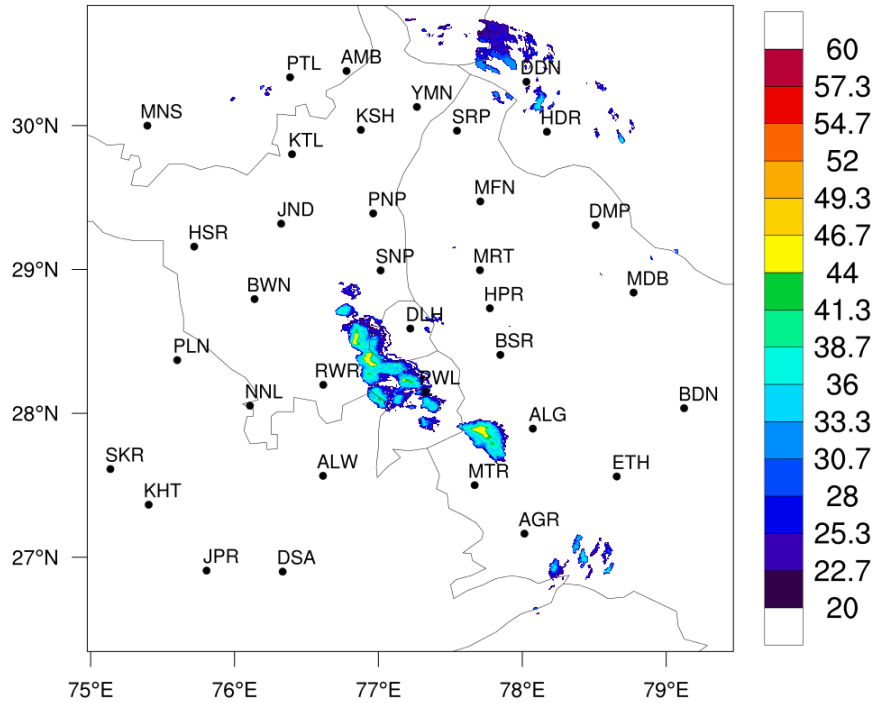 DDN
PTL
AMB
YMN
MNS
KSH
SRP
HDR
30°N
KTL
MFN
PNP
JND
DMP
HSR
SNP
MRT
29°N
BWN
HPR
MDB
DLH
BSR
PLN
RWR
PWL
NNL
BDN
28°N
ALG
SKR
ALW
MTR
ETH
KHT
AGR
27°N
JPR
DSA
75°E
76°E
77°E
78°E
79°E
60
57.3
54.7
52
49.3
46.7
44
41.3
38.7
36
33.3
30.7
28
25.3
22.7
20